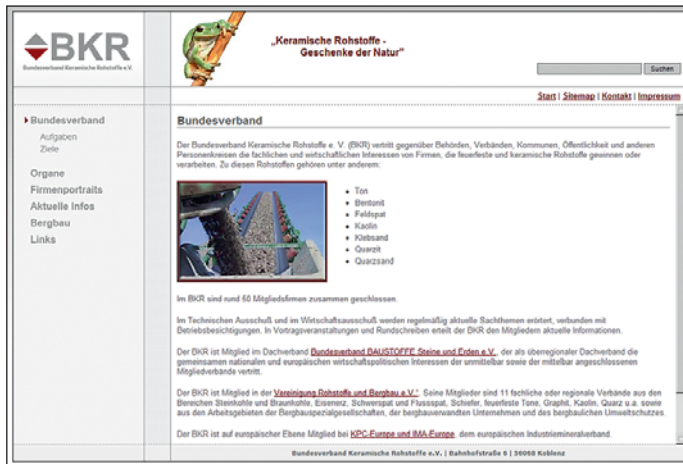 BKR
Bundesverband Keramische Rohstoffe e.V.
„Keramische Rohstoffe -
Geschenke der Natur"
Suchen
Start | Sitemap | Kontakt | Impressum
Bundesverband
Aufgaben
Ziele
Organe
Firmenportraits
Aktuelle Infos
Bergbau
Links
Bundesverband
Der Bundesverband Keramische Rohstoffe e. V. (BKR) vertritt gegenüber Behörden, Verbänden, Kommunen, Öffentlichkeit und anderen
Personenkreisen die fachlichen und wirtschaftlichen Interessen von Firmen, die feuerfeste und keramische Rohstoffe gewinnen oder
verarbeiten. Zu diesen Rohstoffen gehören unter anderem:
Ton
Bentonit
Feldspat
Kaolin
Klebsand
Quarzit
Quarzsand
Im BKR sind rund 50 Mitgliedsfirmen zusammen geschlossen.
Im Technischen Ausschuß und im Wirtschaftsausschuß werden regelmäßig aktuelle Sachthemen erörtert, verbunden mit
Betriebsbesichtigungen. In Vortragsveranstaltungen und Rundschreiben erteilt der BKR den Mitgliedern aktuelle Informationen.
Der BKR ist Mitglied im Dachverband Bundesverband BAUSTOFFE Steine und Erden e.V., der als überregionaler Dachverband die
gemeinsamen nationalen und europäischen wirtschaftspolitischen Interessen der unmittelbar sowie der mittelbar angeschlossenen
Mitgliedverbände vertritt.
Der BKR ist Mitglied in der Vereinigung Rohstoffe und Bergbau e.V.". Seine Mitglieder sind 11 fachliche oder regionale Verbände aus den
Bereichen Steinkohle und Braunkohle, Eisenerz, Schwerspat und Flussspat, Schiefer, feuerfeste Tone, Graphit, Kaolin, Quarz u.a. sowie
aus den Arbeitsgebieten der Bergbauspezialgesellschaften, der bergbauverwandten Unternehmen und des bergbaulichen Umweltschutzes.
Der BKR ist auf europäischer Ebene Mitglied bei KPC-Europe und IMA-Europe, dem europäischen Industriemineralverband.
Bundesverband Keramische Rohstoffe e.V. | Bahnhofstraße 6 | 56068 Koblenz